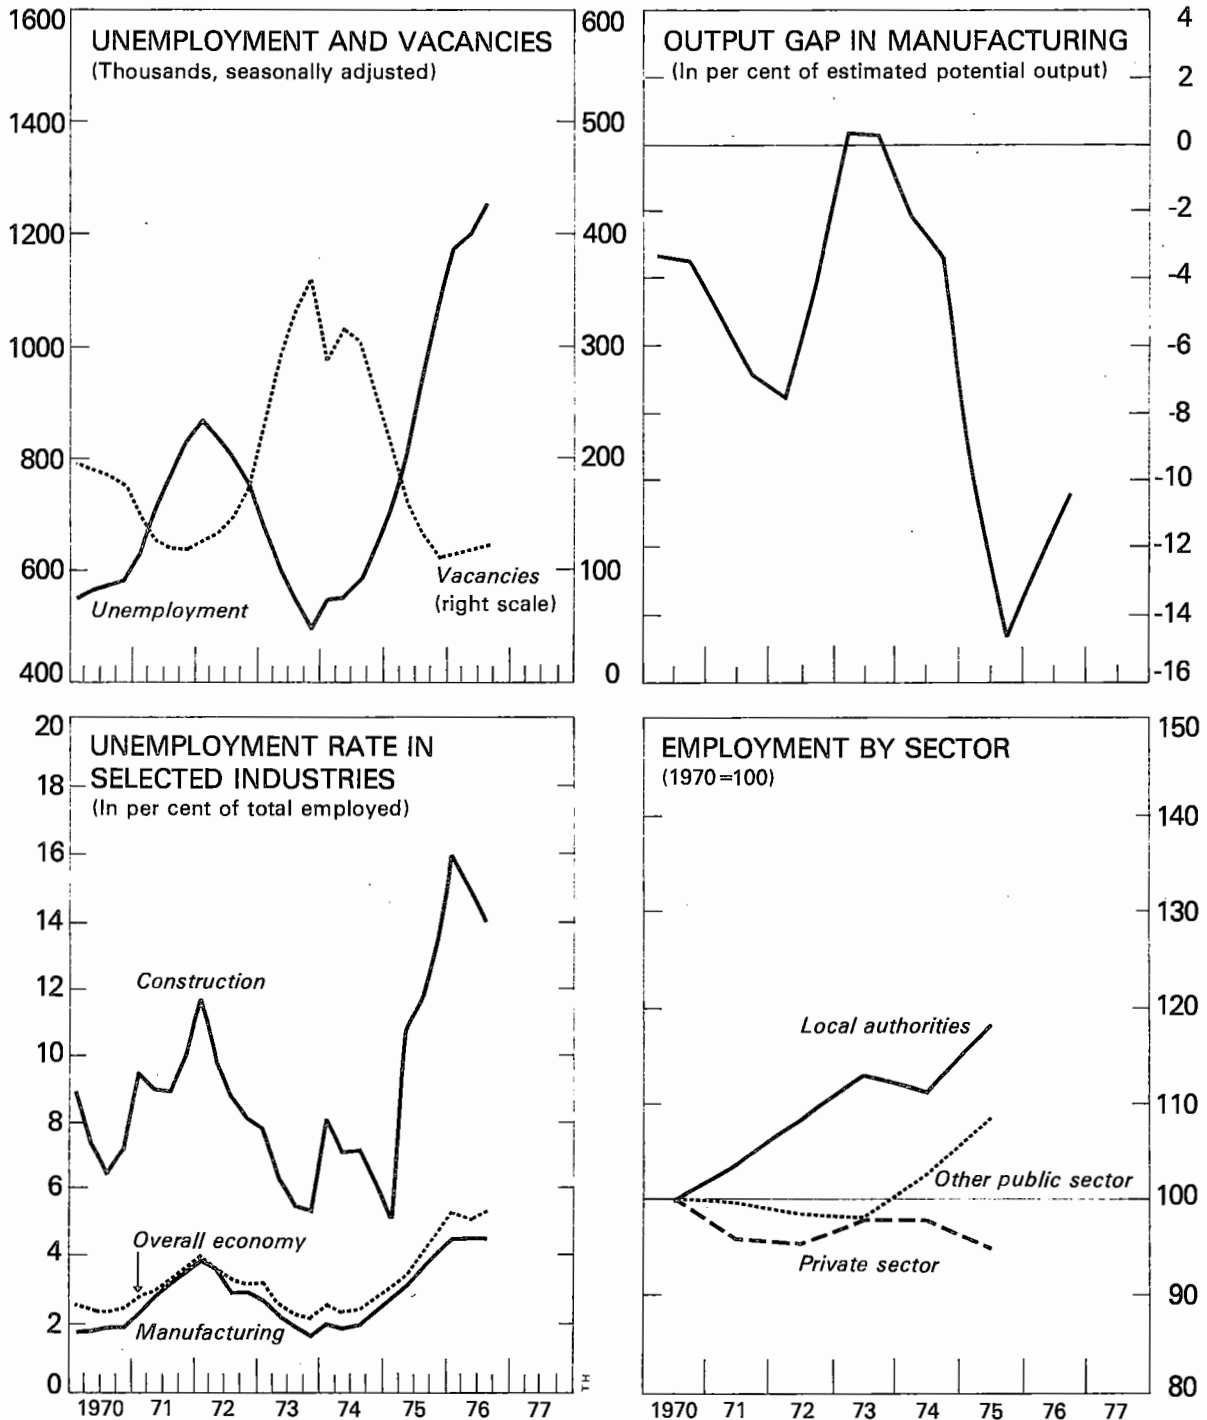 UNEMPLOYMENT AND VACANCIES
(Thousands, seasonally adjusted)
1600
1400
1200
1000
800
600
400
600
500
400
300
200
100
0
Unemployment
Vacancies
(right scale)
OUTPUT GAP IN MANUFACTURING
(In per cent of estimated potential output)
4
2
0
-2
-4
-6
-8
-10
-12
-14
-16
UNEMPLOYMENT RATE IN
SELECTED INDUSTRIES
(In per cent of total employed)
20
18
16
14
12
10
8
6
4
2
0
Construction
Overall economy
Manufacturing
TH
1970 71 72 73 74 75 76 77
EMPLOYMENT BY SECTOR
(1970=100)
150
140
130
120
110
100
90
80
Local authorities
Other public sector
Private sector
1970 71 72 73 74 75 76 77